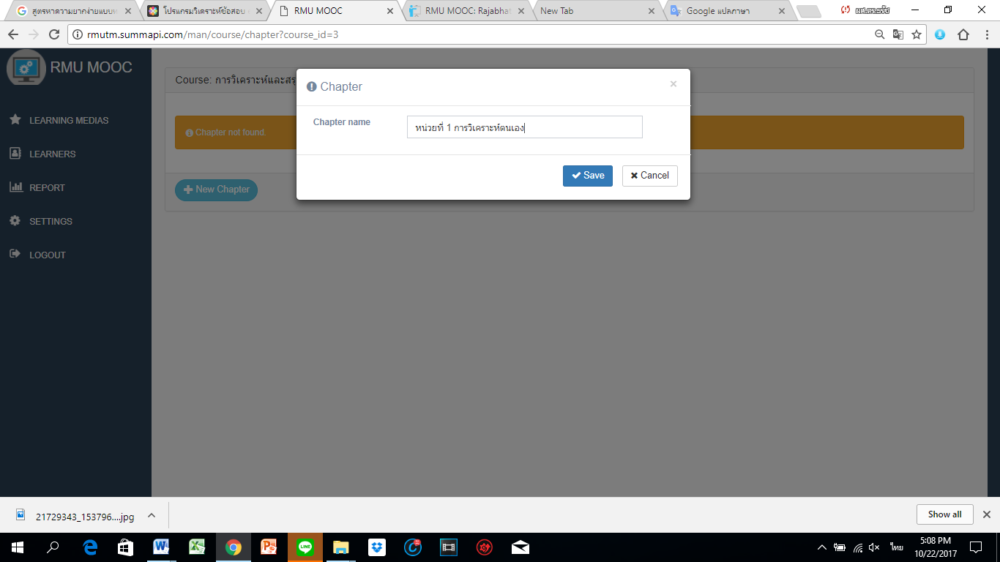 สูตรหาความยากง่ายแบบ
โปรแกรมวิเคราะห์ข้อสอบ
RMU MOOC
RMU MOOC: Rajabha
New Tab
Google แปลภาษา
rmutm.summapi.com/man/course/chapter?course_id=3
RMU MOOC
LEARNING MEDIAS
LEARNERS
REPORT
SETTINGS
LOGOUT
Course: การวิเคราะห์และ
Chapter not found.
New Chapter
Chapter
×
Chapter name
หน่วยที่ 1 การวิเคราะห์ตนเอง
Save
Cancel
21729343_153796....jpg
Show all
LINE
ไทย
5:08 PM
10/22/2017